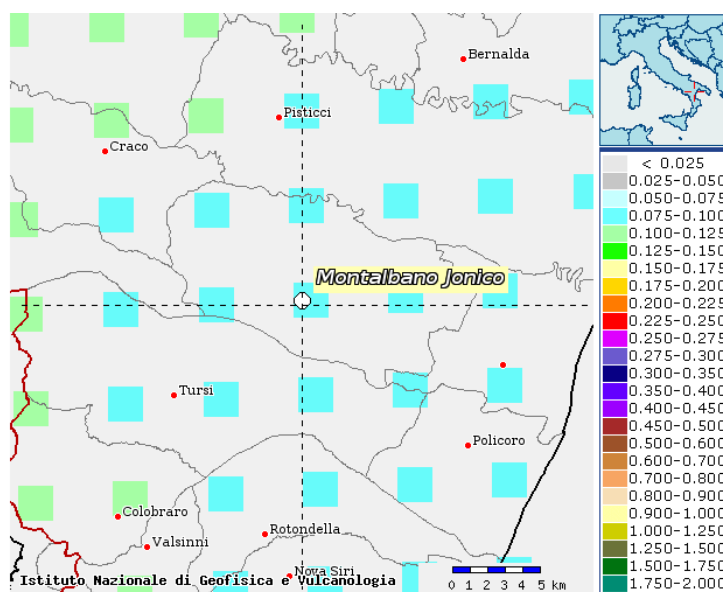 Bernalda
Pisticci
Craco
Montalbano Jonico
Tursi
Policoro
Colobraro
Rotondella
Valsinni
Nova Siri
Istituto Nazionale di Geofisica e Vulcanologia
0 1 2 3 4 5 km
< 0.025
0.025-0.050
0.050-0.075
0.075-0.100
0.100-0.125
0.125-0.150
0.150-0.175
0.175-0.200
0.200-0.225
0.225-0.250
0.250-0.275
0.275-0.300
0.300-0.350
0.350-0.400
0.400-0.450
0.450-0.500
0.500-0.600
0.600-0.700
0.700-0.800
0.800-0.900
0.900-1.000
1.000-1.250
1.250-1.500
1.500-1.750
1.750-2.000